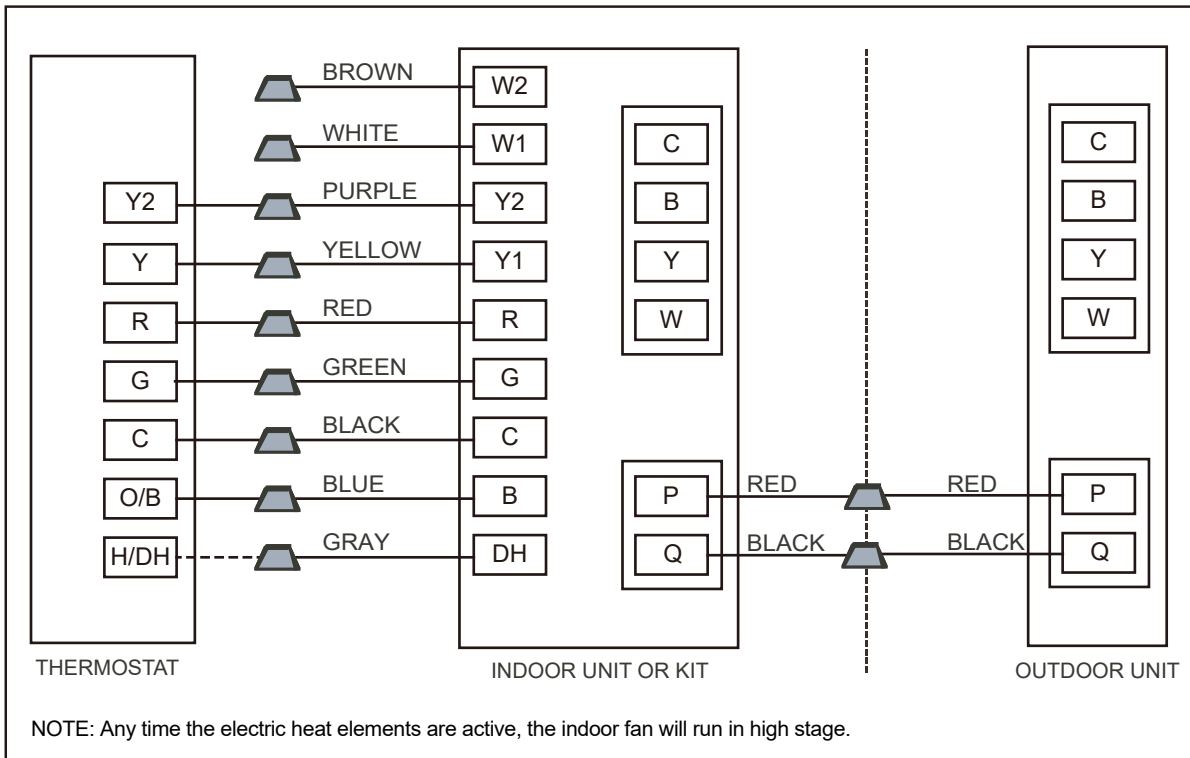 BROWN
W2
WHITE
W1
C
C
Y2
PURPLE
Y2
B
B
Y
YELLOW
Y1
Y
Y
R
RED
R
W
W
G
GREEN
G
C
BLACK
C
O/B
BLUE
B
P
RED
RED
P
H/DH
GRAY
DH
Q
BLACK
BLACK
Q
THERMOSTAT
INDOOR UNIT OR KIT
OUTDOOR UNIT
NOTE: Any time the electric heat elements are active, the indoor fan will run in high stage.